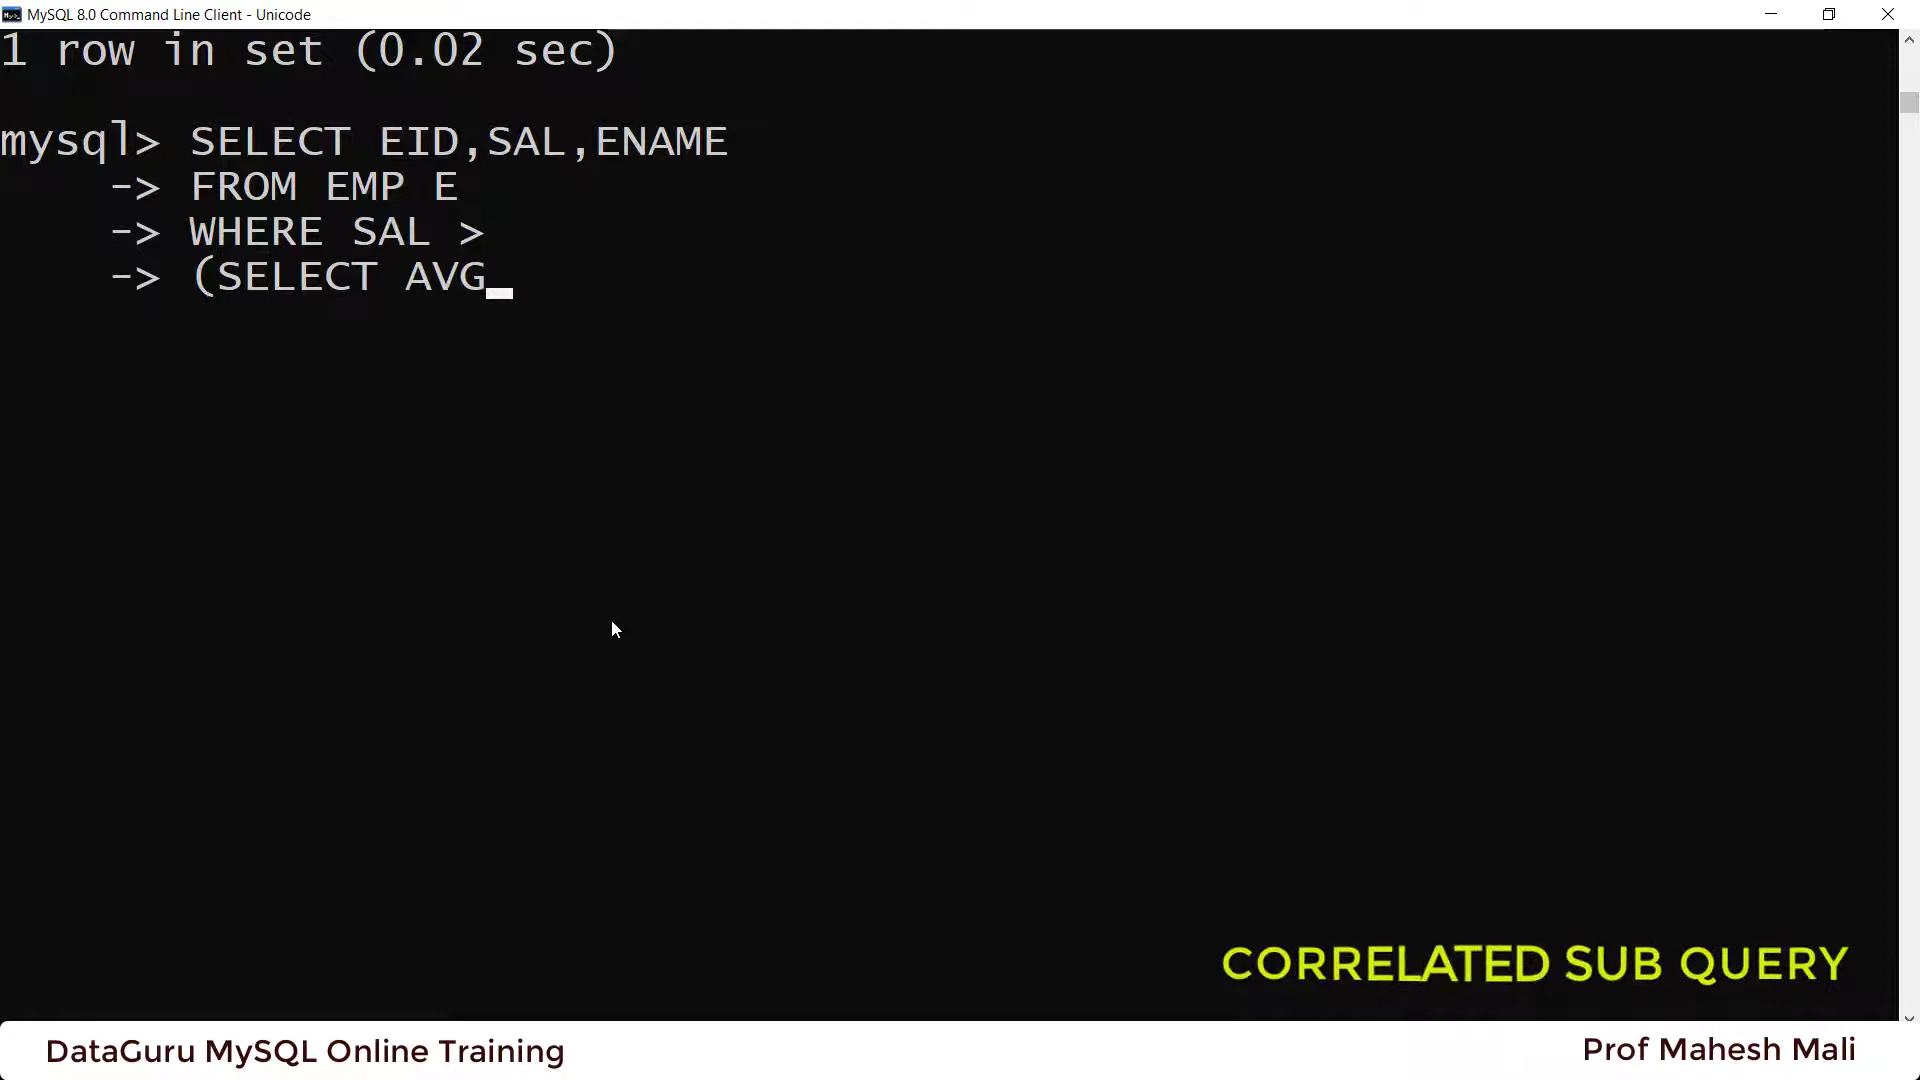 MySQL 8.0 Command Line Client - Unicode
1 row in set (0.02 sec)
mysql> SELECT EID,SAL,ENAME
-> FROM EMP E
-> WHERE SAL >
-> (SELECT AVG
CORRELATED SUB QUERY
DataGuru MySQL Online Training
Prof Mahesh Mali